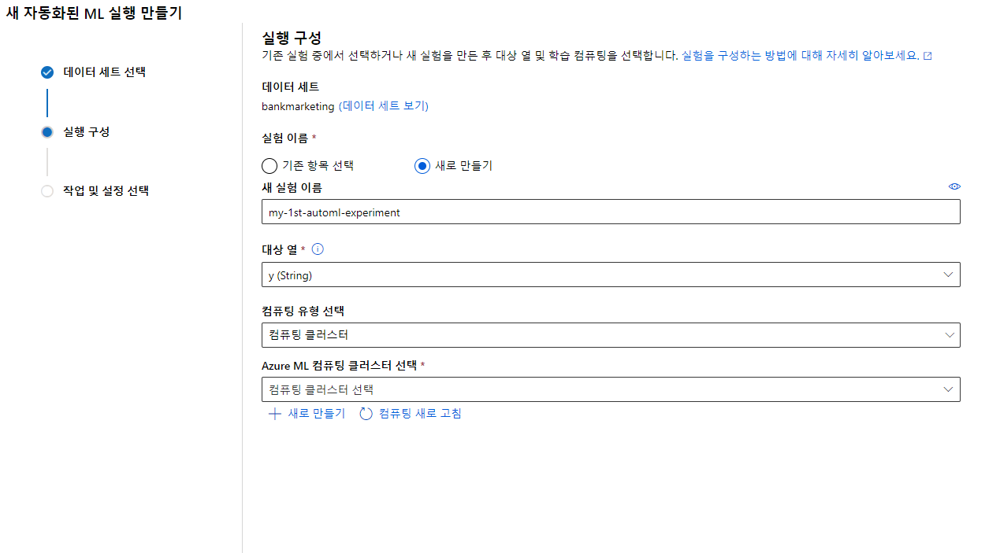 새 자동화된 ML 실행 만들기
데이터 세트 선택
실행 구성
작업 및 설정 선택
실행 구성
기존 실험 중에서 선택하거나 새 실험을 만든 후 대상 열 및 학습 컴퓨팅을 선택합니다. 실험을 구성하는 방법에 대해 자세히 알아보세요.
데이터 세트
bankmarketing (데이터 세트 보기)
실험 이름 *
기존 항목 선택 새로 만들기
새 실험 이름
my-1st-automl-experiment
대상 열 *
y (String)
컴퓨팅 유형 선택
컴퓨팅 클러스터
Azure ML 컴퓨팅 클러스터 선택 *
컴퓨팅 클러스터 선택
새로 만들기 컴퓨팅 새로 고침